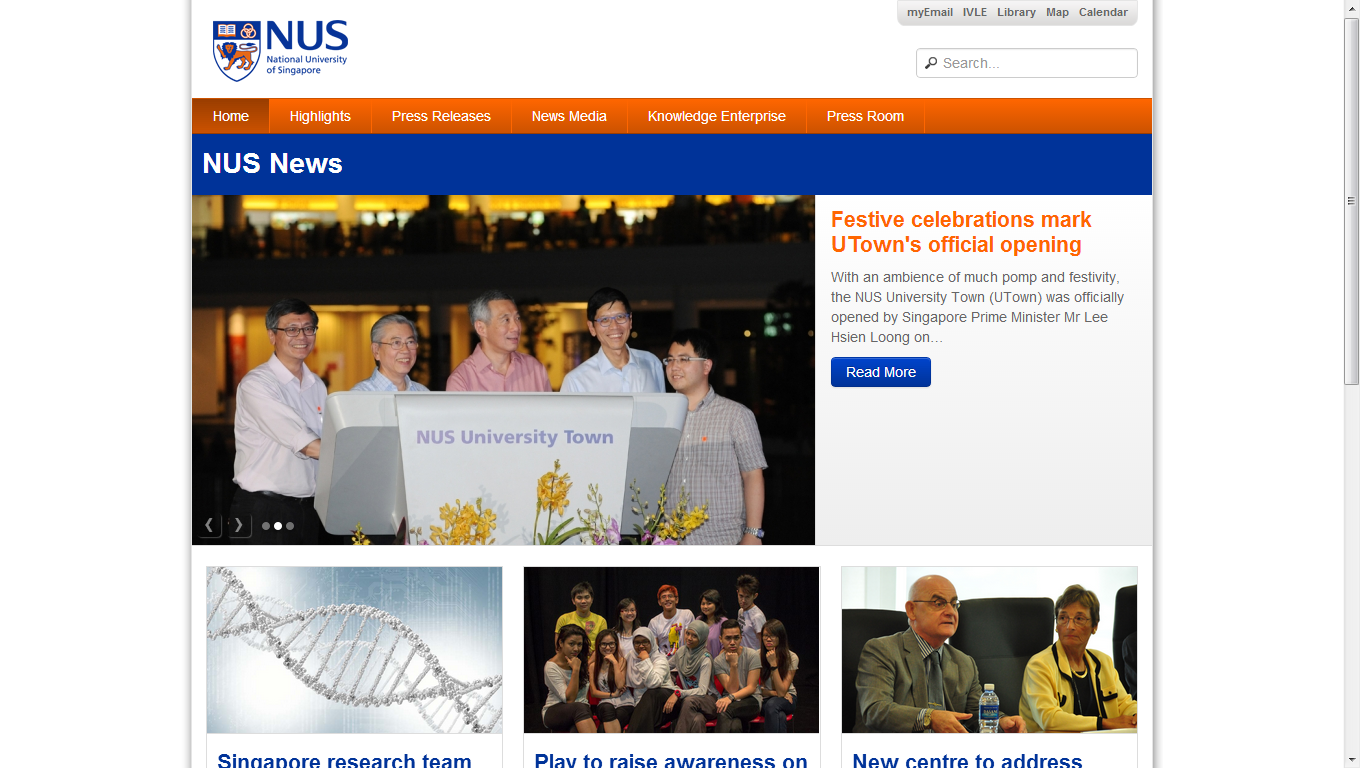 myEmail IVLE Library Map Calendar
NUS
National University
of Singapore
Search...
Home Highlights Press Releases News Media Knowledge Enterprise Press Room
NUS News
Festive celebrations mark
UTown's official opening
With an ambience of much pomp and festivity,
the NUS University Town (UTown) was officially
opened by Singapore Prime Minister Mr Lee
Hsien Loong on…
Read More
NUS University Town
Singapore research team
Play to raise awareness on
New centre to address